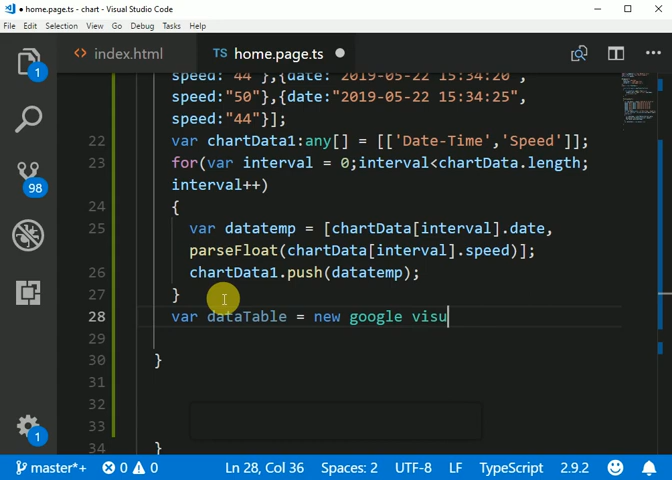 ● home.page.ts - chart - Visual Studio Code
File Edit Selection View Go Debug Tasks Help
<> index.html TS home.page.ts ●
speed:"44"},{date:"2019-05-22 15:34:20",
speed:"50"},{date:"2019-05-22 15:34:25",
speed:"44"}];
22 var chartData1:any[] = [['Date-Time','Speed']];
23 for(var interval = 0;interval<chartData.length;
interval++)
24 {
25 var datatemp = [chartData[interval].date,
parseFloat(chartData[interval].speed)];
26 chartData1.push(datatemp);
27 }
28 var dataTable = new google visu
29
30 }
31
32
33
34 }
1
98
1
1
master*+ 0 0 Ln 28, Col 36 Spaces: 2 UTF-8 LF TypeScript 2.9.2